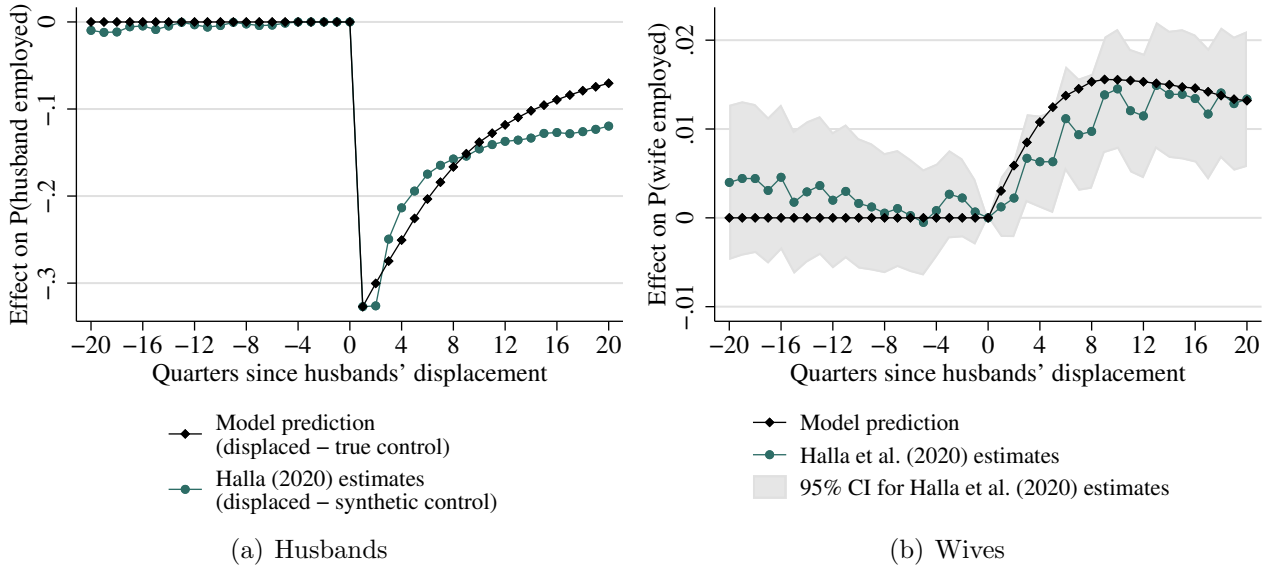 Effect on P(husband employed)
0
−.1
−.2
−.3
−20 −16 −12 −8 −4 0 4 8 12 16 20
Quarters since husbands’ displacement
Model prediction
(displaced − true control)
Halla (2020) estimates
(displaced − synthetic control)
(a) Husbands
Effect on P(wife employed)
.02
.01
0
−.01
−20 −16 −12 −8 −4 0 4 8 12 16 20
Quarters since husbands’ displacement
Model prediction
Halla et al. (2020) estimates
95% CI for Halla et al. (2020) estimates
(b) Wives